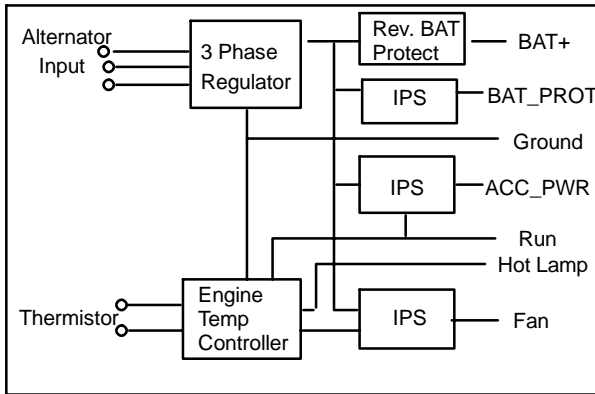 Alternator
Input
3 Phase
Regulator
Rev. BAT
Protect
BAT+
IPS
BAT_PROT
Ground
IPS
ACC_PWR
Run
Hot Lamp
Thermistor
Engine
Temp
Controller
IPS
Fan